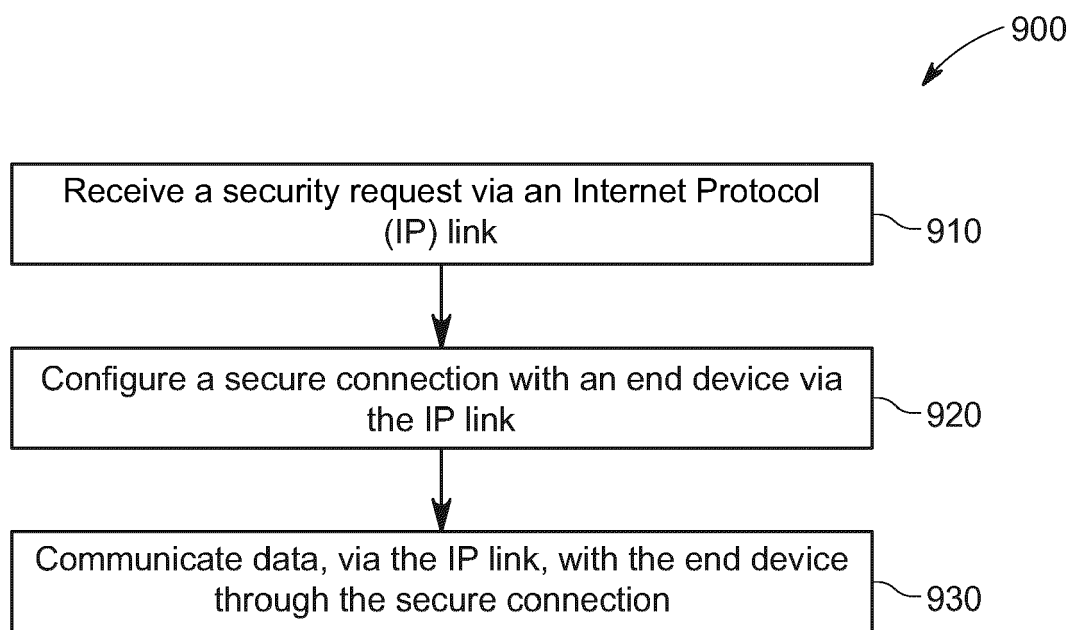 900
Receive a security request via an Internet Protocol
(IP) link
910
Configure a secure connection with an end device via
the IP link
920
Communicate data, via the IP link, with the end device
through the secure connection
930